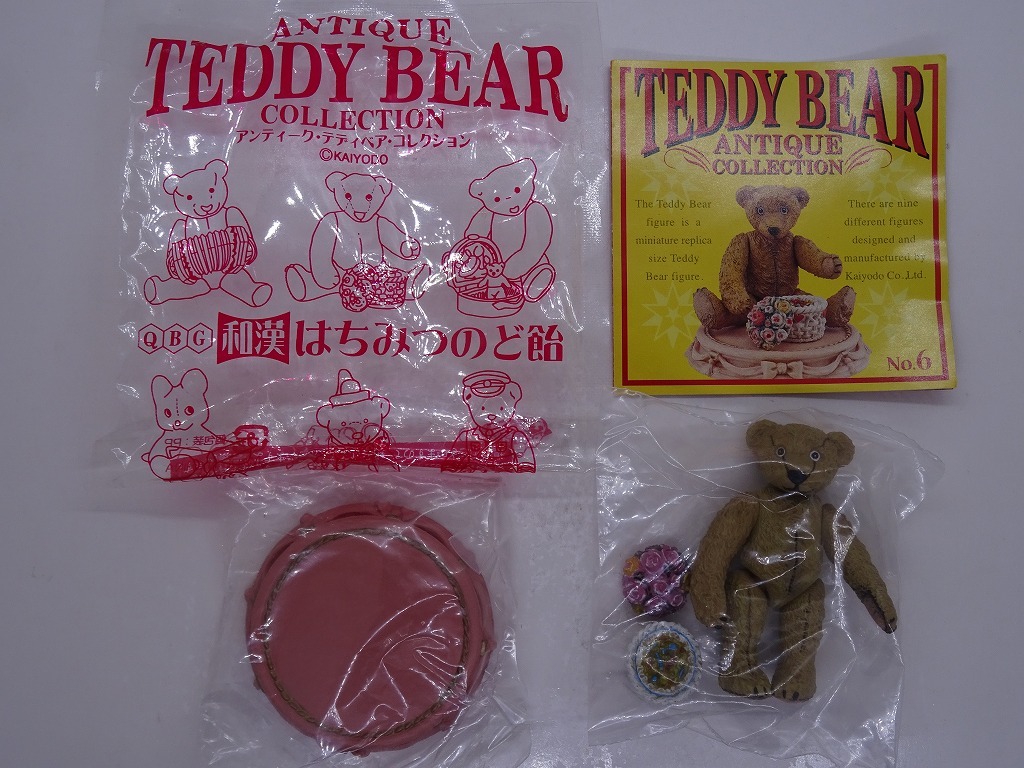 ANTIQUE
TEDDY BEAR
COLLECTION
アンティーク・テディベア・コレクション
©KAIYODO
QBG 和漢 はちみつのど飴
TEDDY BEAR
ANTIQUE
COLLECTION
The Teddy Bear
figure is a
miniature replica
size Teddy
Bear figure.
There are nine
different figures
designed and
manufactured by
Kaiyodo Co.,Ltd.
No.6